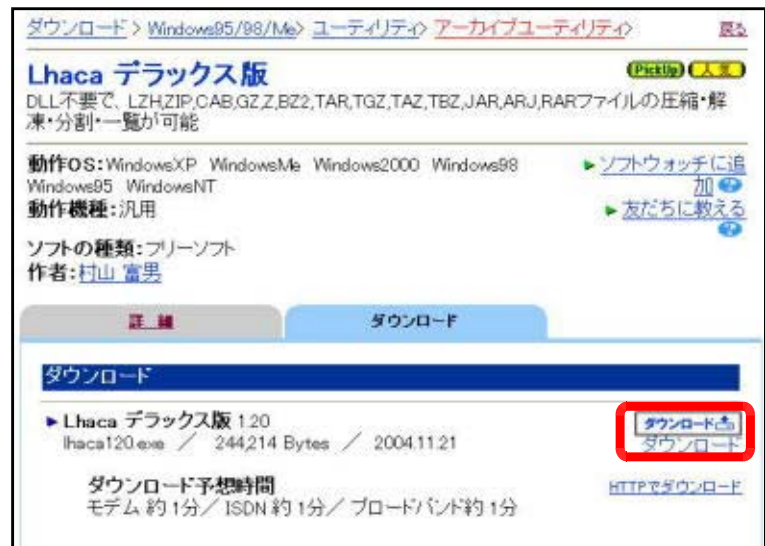 ダウンロード > Windows95/98/Me> ユーティリティ> アーカイブユーティリティ> 戻る
Lhaca デラックス版 PickUp 人気
DLL不要で、LZH,ZIP,CAB,GZ,Z,BZ2,TAR,TGZ,TAZ,TBZ,JAR,ARJ,RARファイルの圧縮・解
凍・分割・一覧が可能
動作OS:WindowsXP WindowsMe Windows2000 Windows98
Windows95 WindowsNT
動作機種:汎用
ソフトの種類:フリーソフト
作者:村山 富男
▶ソフトウォッチに追
加
▶友だちに教える
詳細 ダウンロード
ダウンロード
▶Lhaca デラックス版 1.20 ダウンロード
lhaca120.exe / 244,214 Bytes / 2004.11.21 ダウンロード
ダウンロード予想時間 HTTPでダウンロード
モデム 約1分/ ISDN 約1分/ ブロードバンド約1分